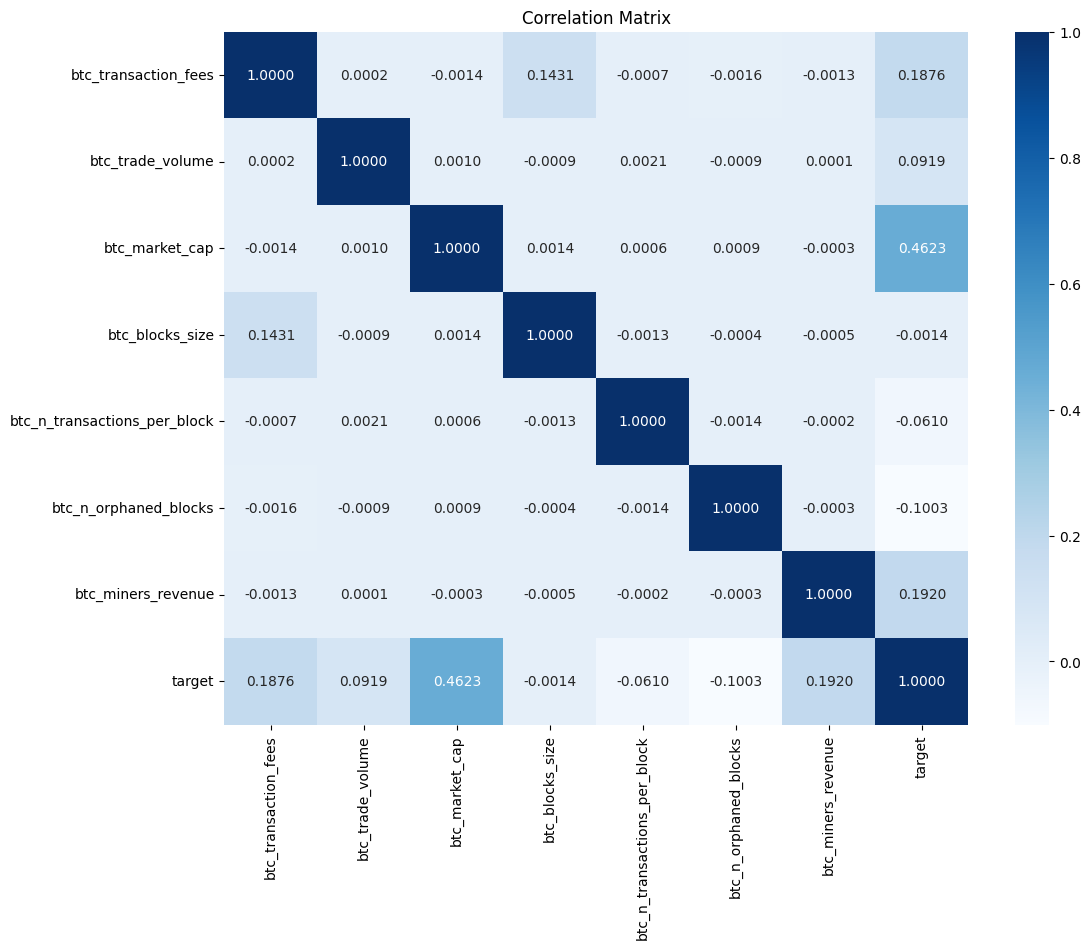 Correlation Matrix
btc_transaction_fees 1.0000 0.0002 -0.0014 0.1431 -0.0007 -0.0016 -0.0013 0.1876
btc_trade_volume 0.0002 1.0000 0.0010 -0.0009 0.0021 -0.0009 0.0001 0.0919
btc_market_cap -0.0014 0.0010 1.0000 0.0014 0.0006 0.0009 -0.0003 0.4623
btc_blocks_size 0.1431 -0.0009 0.0014 1.0000 -0.0013 -0.0004 -0.0005 -0.0014
btc_n_transactions_per_block -0.0007 0.0021 0.0006 -0.0013 1.0000 -0.0014 -0.0002 -0.0610
btc_n_orphaned_blocks -0.0016 -0.0009 0.0009 -0.0004 -0.0014 1.0000 -0.0003 -0.1003
btc_miners_revenue -0.0013 0.0001 -0.0003 -0.0005 -0.0002 -0.0003 1.0000 0.1920
target 0.1876 0.0919 0.4623 -0.0014 -0.0610 -0.1003 0.1920 1.0000
btc_transaction_fees
btc_trade_volume
btc_market_cap
btc_blocks_size
btc_n_transactions_per_block
btc_n_orphaned_blocks
btc_miners_revenue
target
1.0
0.8
0.6
0.4
0.2
0.0